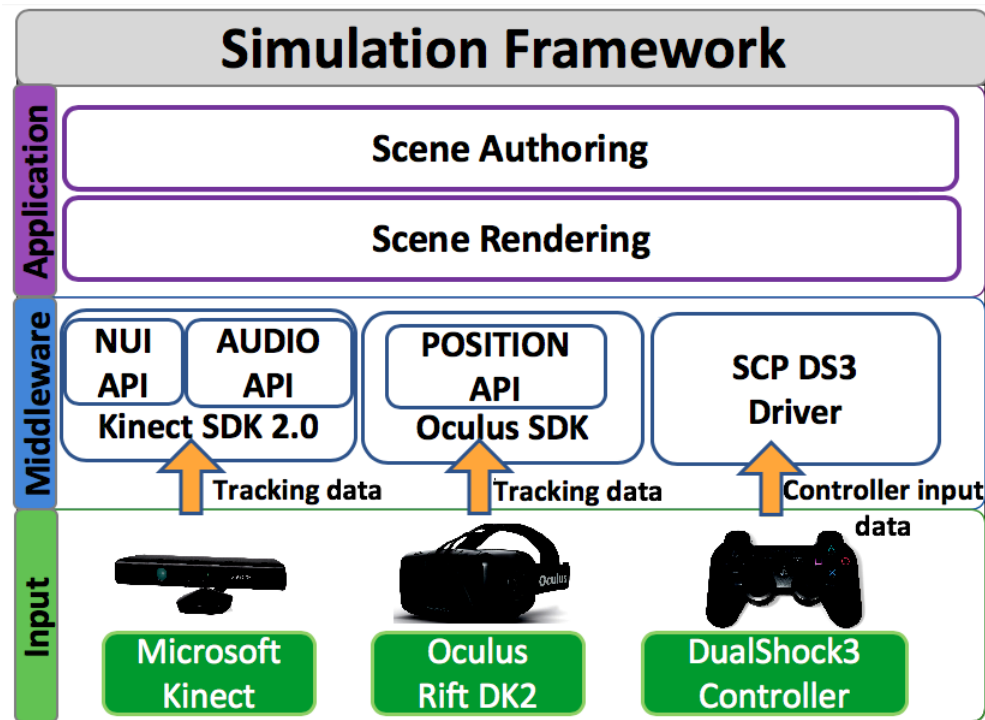 Simulation Framework
Application
Scene Authoring
Scene Rendering
Middleware
NUI
API
AUDIO
API
Kinect SDK 2.0
POSITION
API
Oculus SDK
SCP DS3
Driver
Tracking data
Tracking data
Controller input
data
Input
Oculus
Microsoft
Kinect
Oculus
Rift DK2
DualShock3
Controller